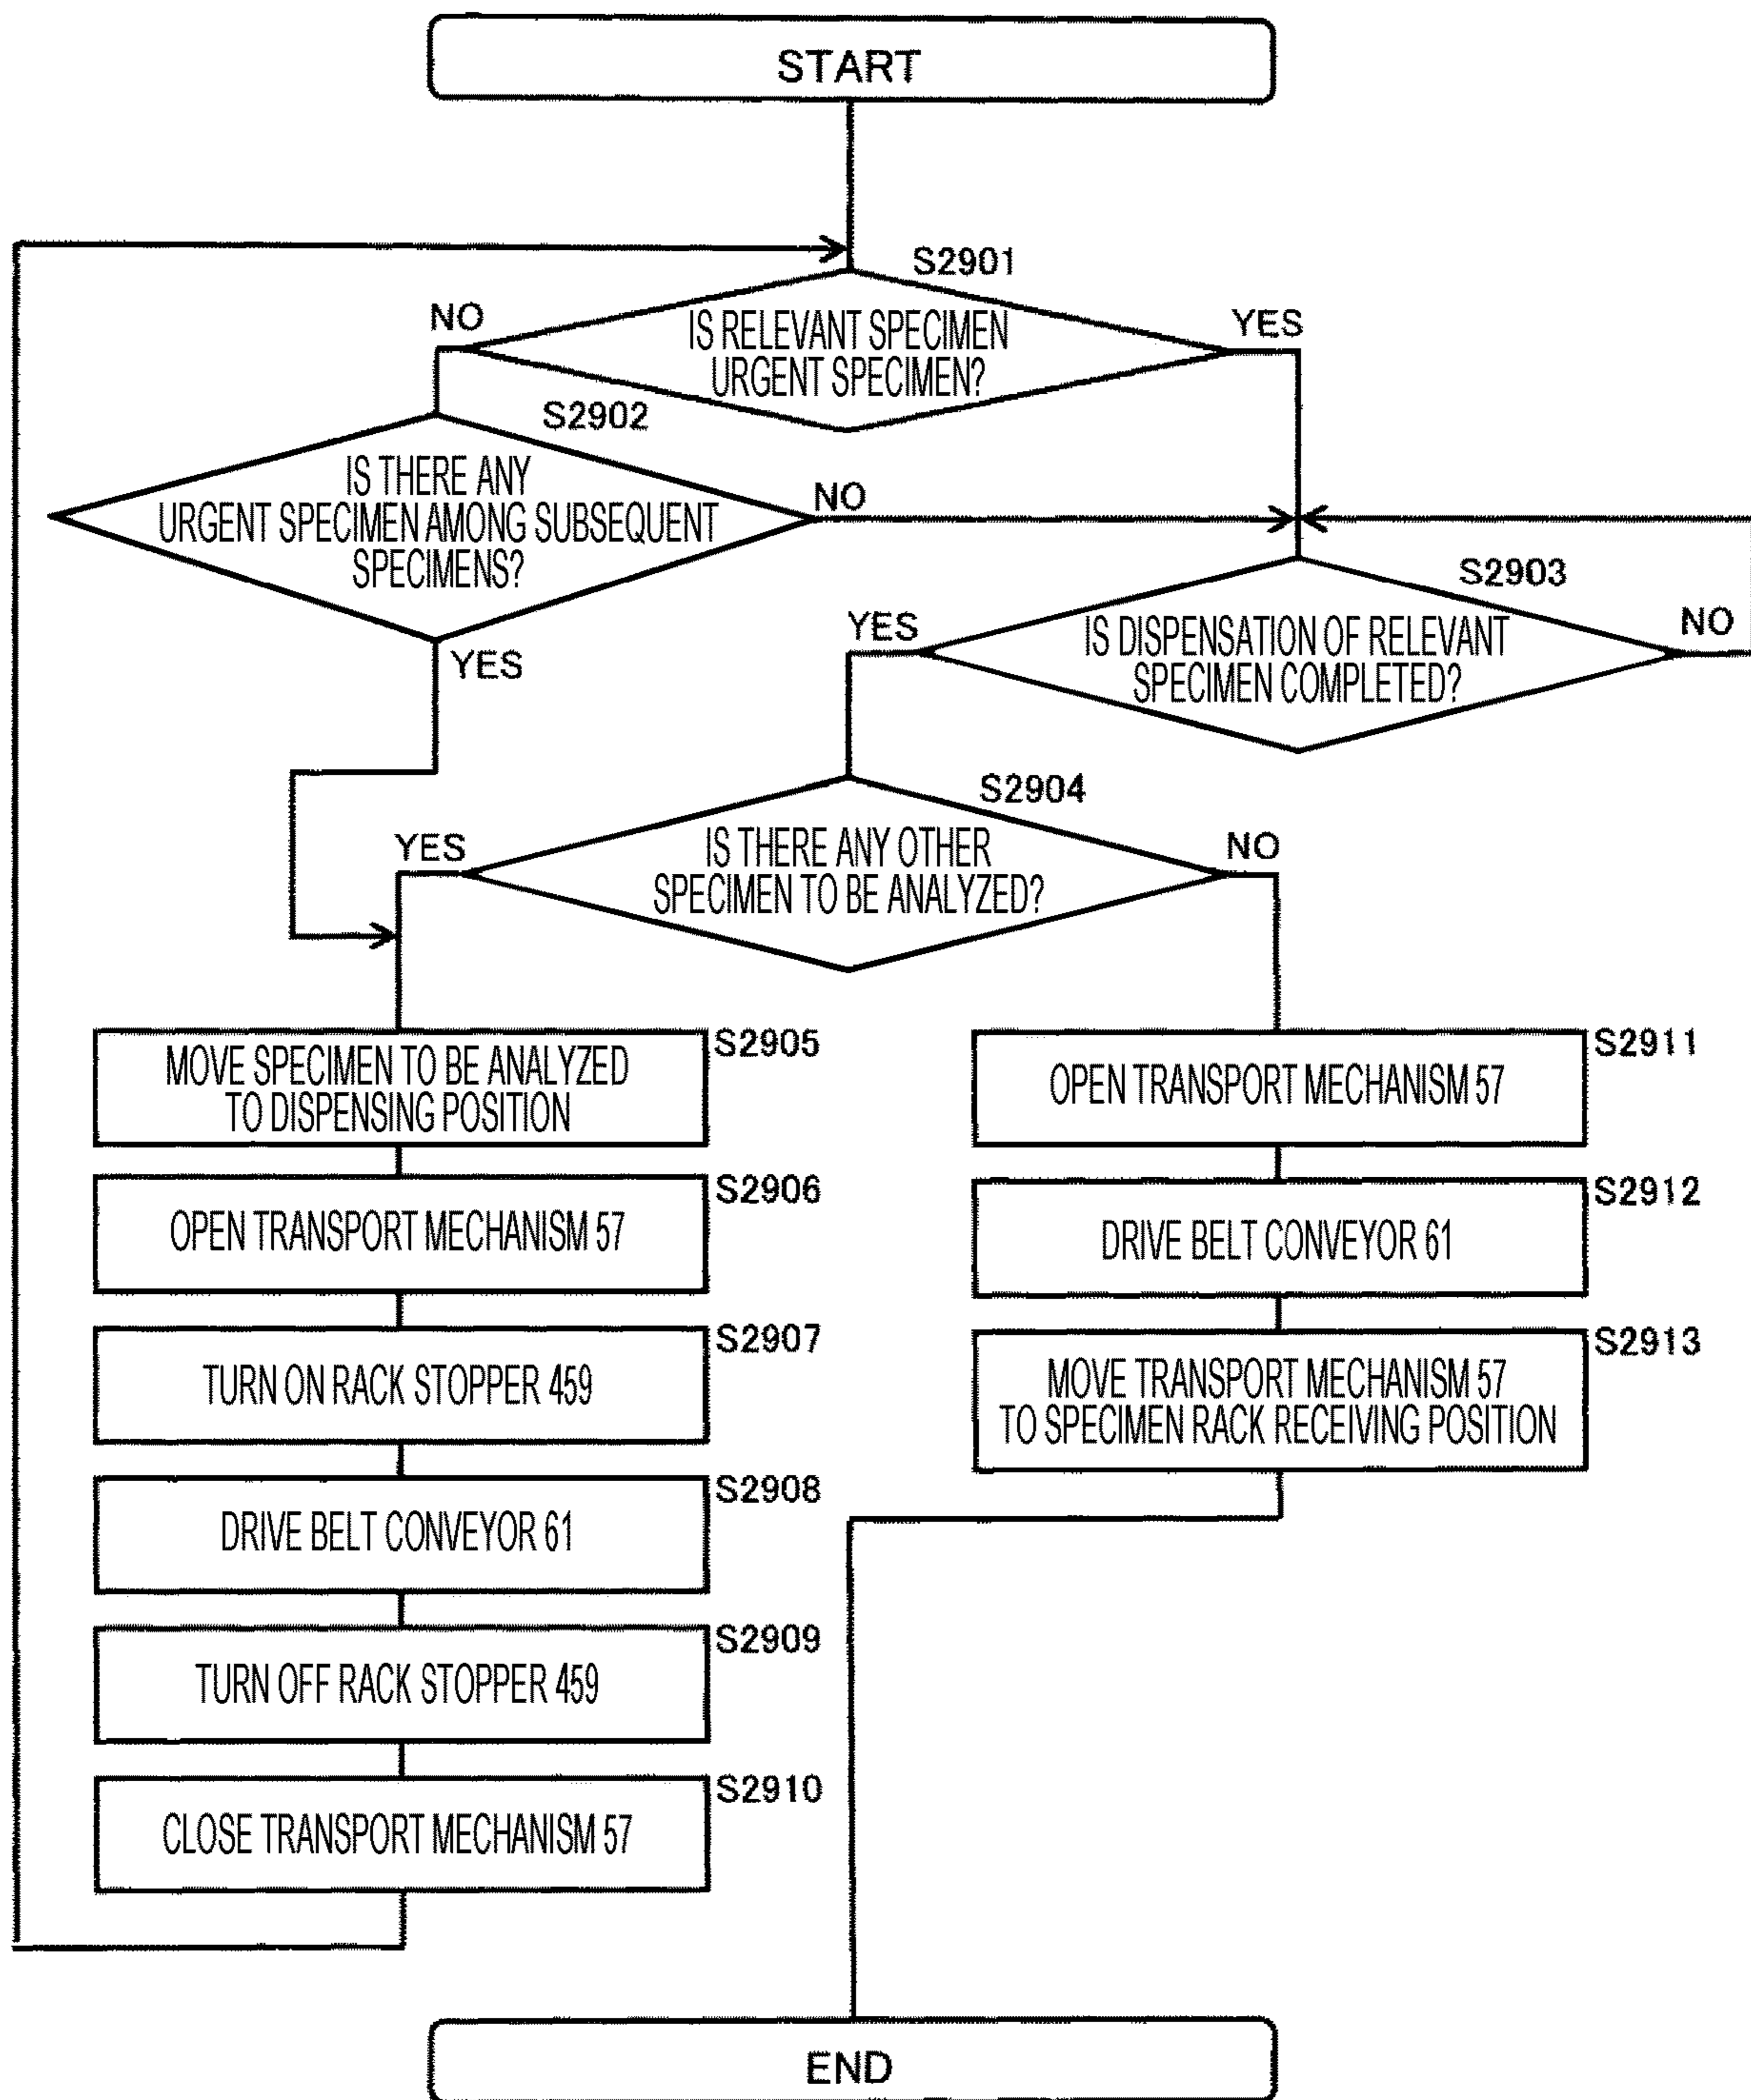 START
S2901
NO
IS RELEVANT SPECIMEN
URGENT SPECIMEN?
YES
S2902
IS THERE ANY
URGENT SPECIMEN AMONG SUBSEQUENT
SPECIMENS?
NO
YES
S2903
YES
IS DISPENSATION OF RELEVANT
SPECIMEN COMPLETED?
NO
S2904
YES
IS THERE ANY OTHER
SPECIMEN TO BE ANALYZED?
NO
S2905
MOVE SPECIMEN TO BE ANALYZED
TO DISPENSING POSITION
S2906
OPEN TRANSPORT MECHANISM 57
S2907
TURN ON RACK STOPPER 459
S2908
DRIVE BELT CONVEYOR 61
S2909
TURN OFF RACK STOPPER 459
S2910
CLOSE TRANSPORT MECHANISM 57
S2911
OPEN TRANSPORT MECHANISM 57
S2912
DRIVE BELT CONVEYOR 61
S2913
MOVE TRANSPORT MECHANISM 57
TO SPECIMEN RACK RECEIVING POSITION
END